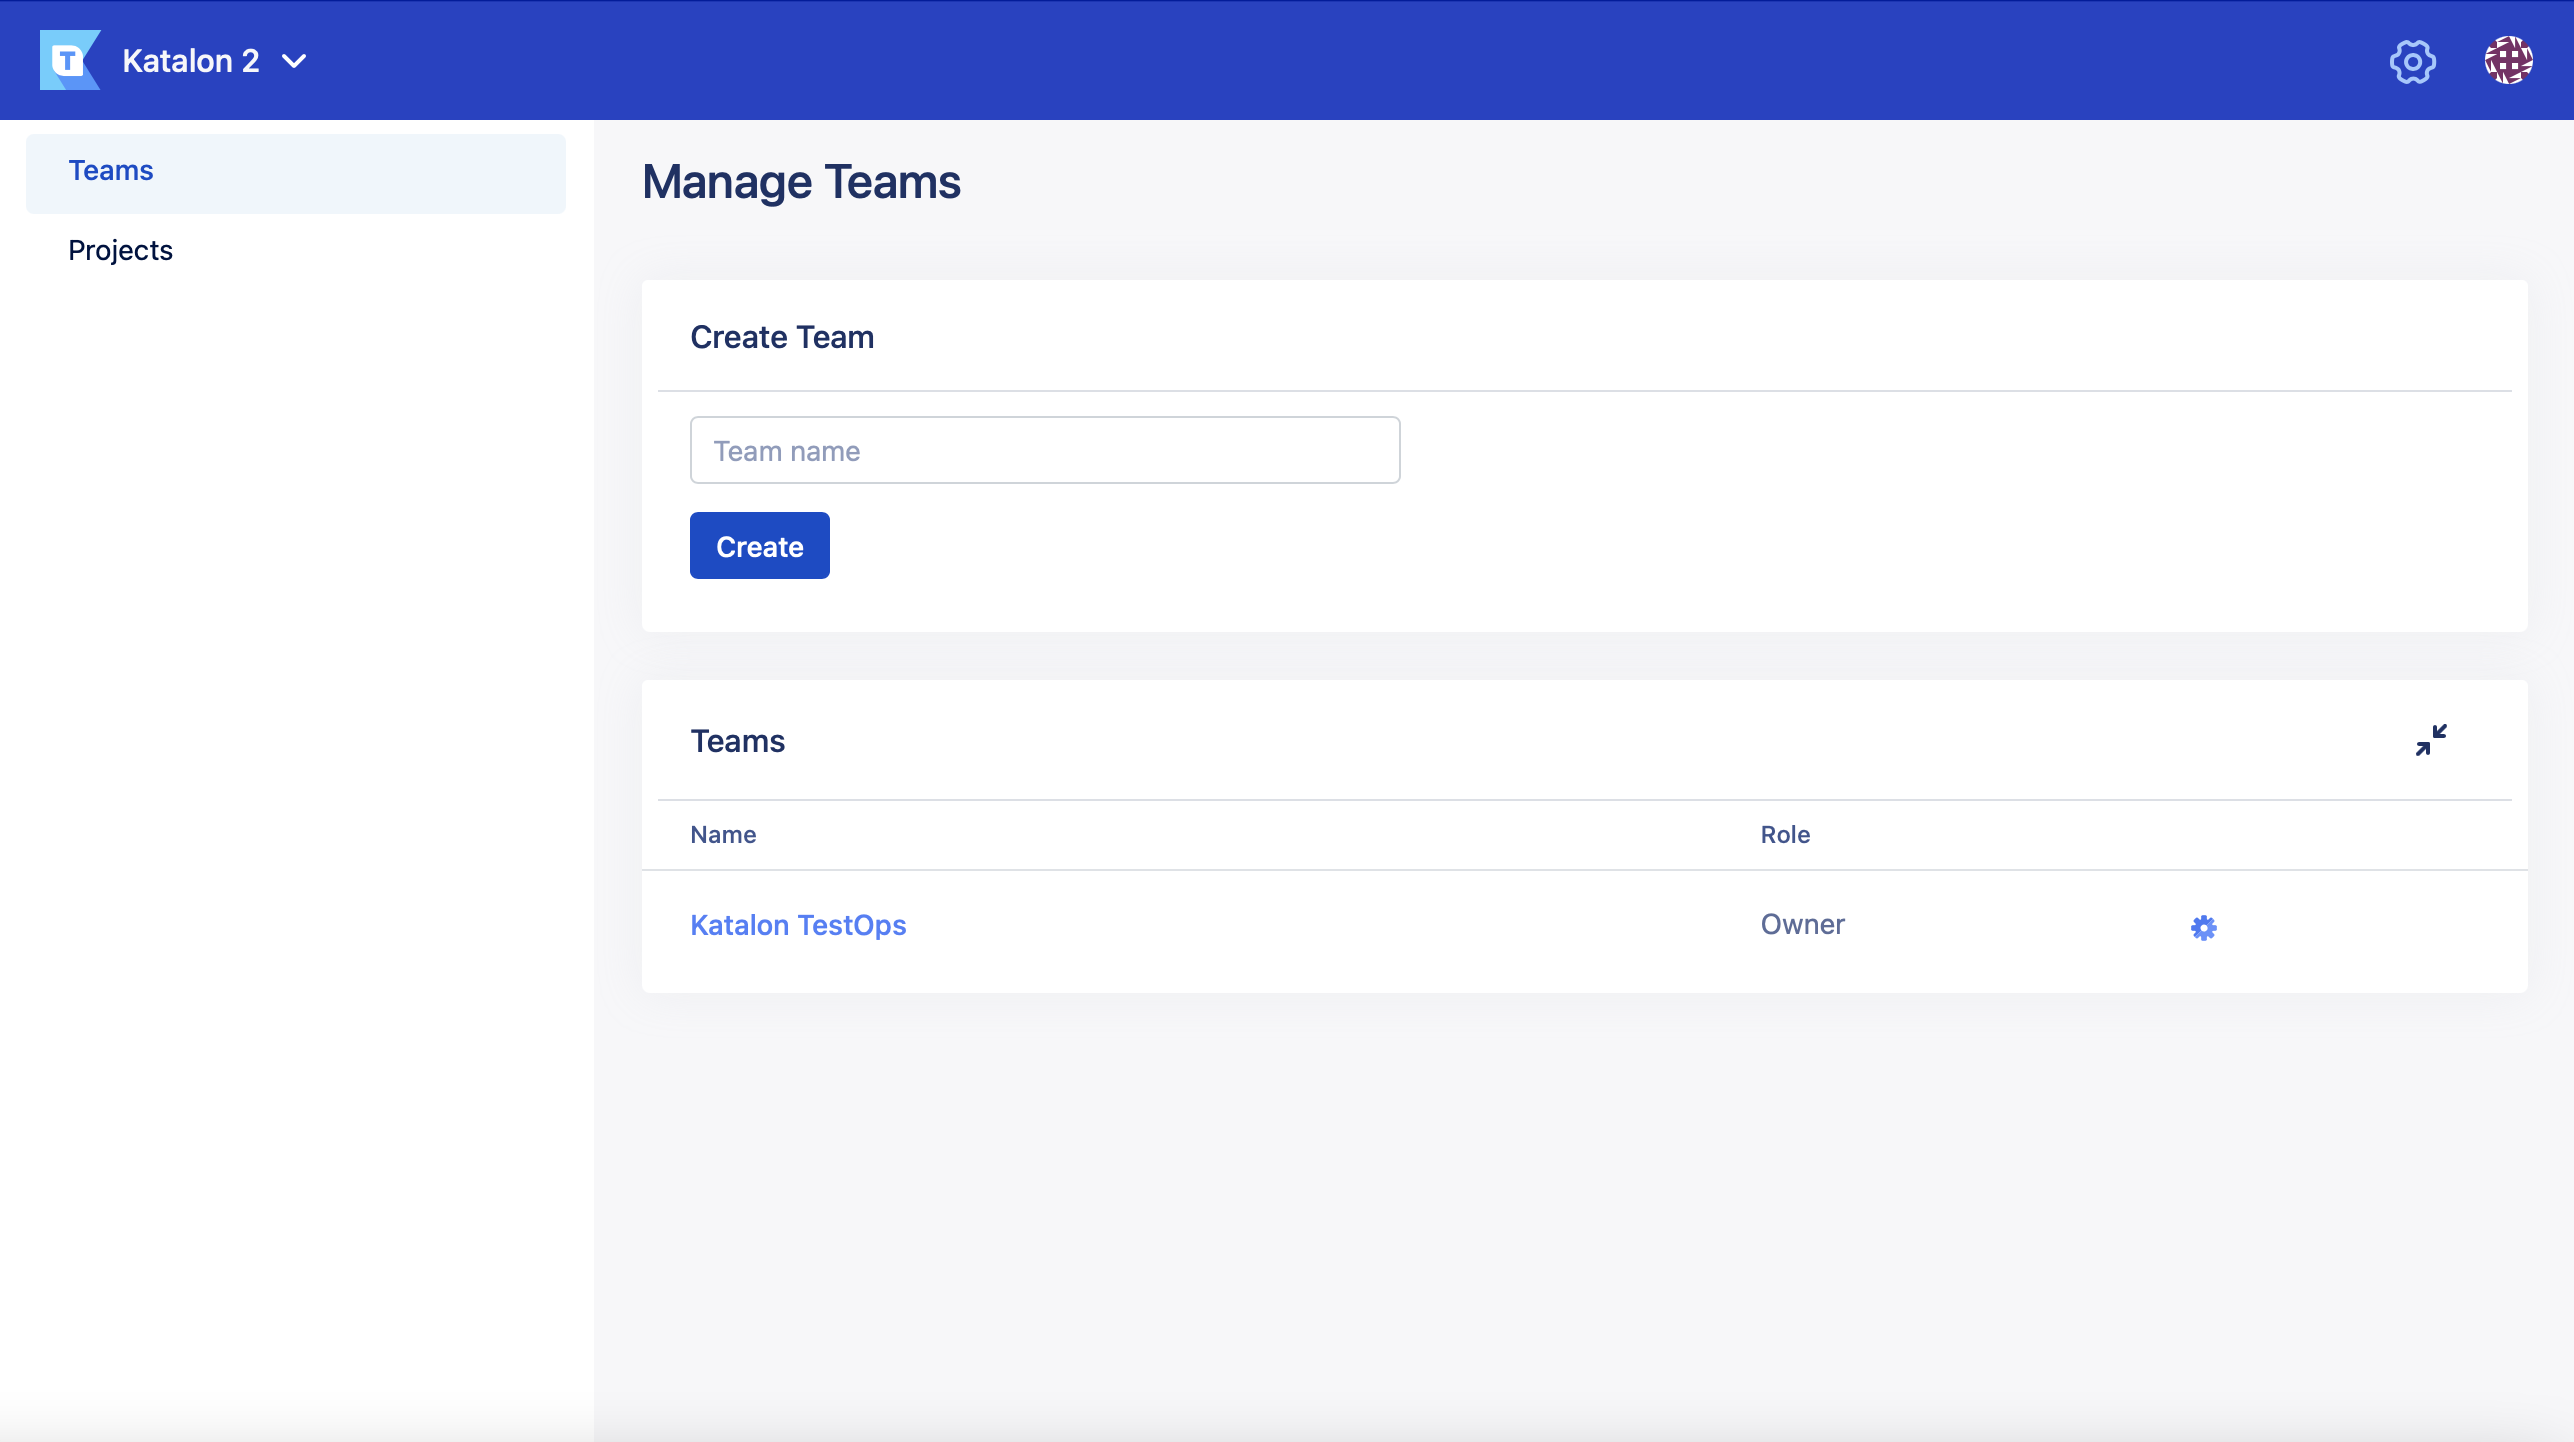 T
Katalon 2
Teams
Projects
Manage Teams
Create Team
Team name
Create
Teams
Name Role
Katalon TestOps Owner